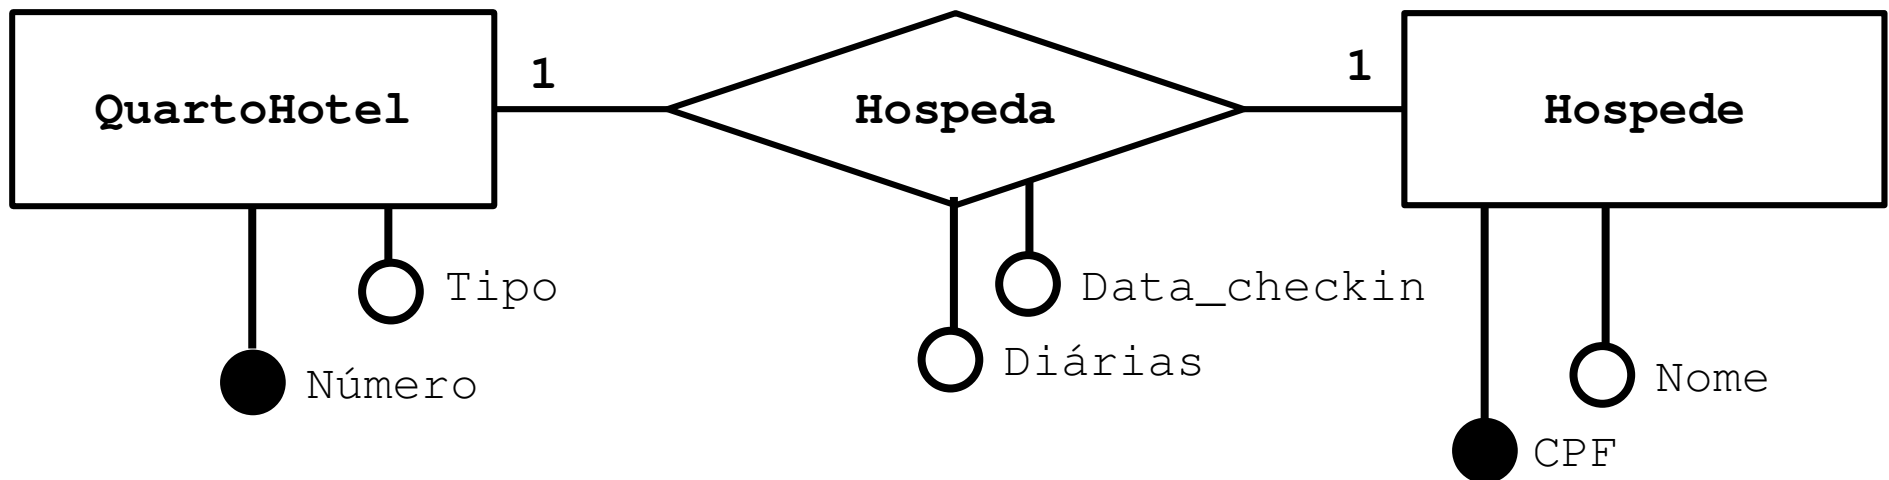 QuartoHotel
1
Hospeda
1
Hospede
Tipo
Número
Data_checkin
Diárias
Nome
CPF